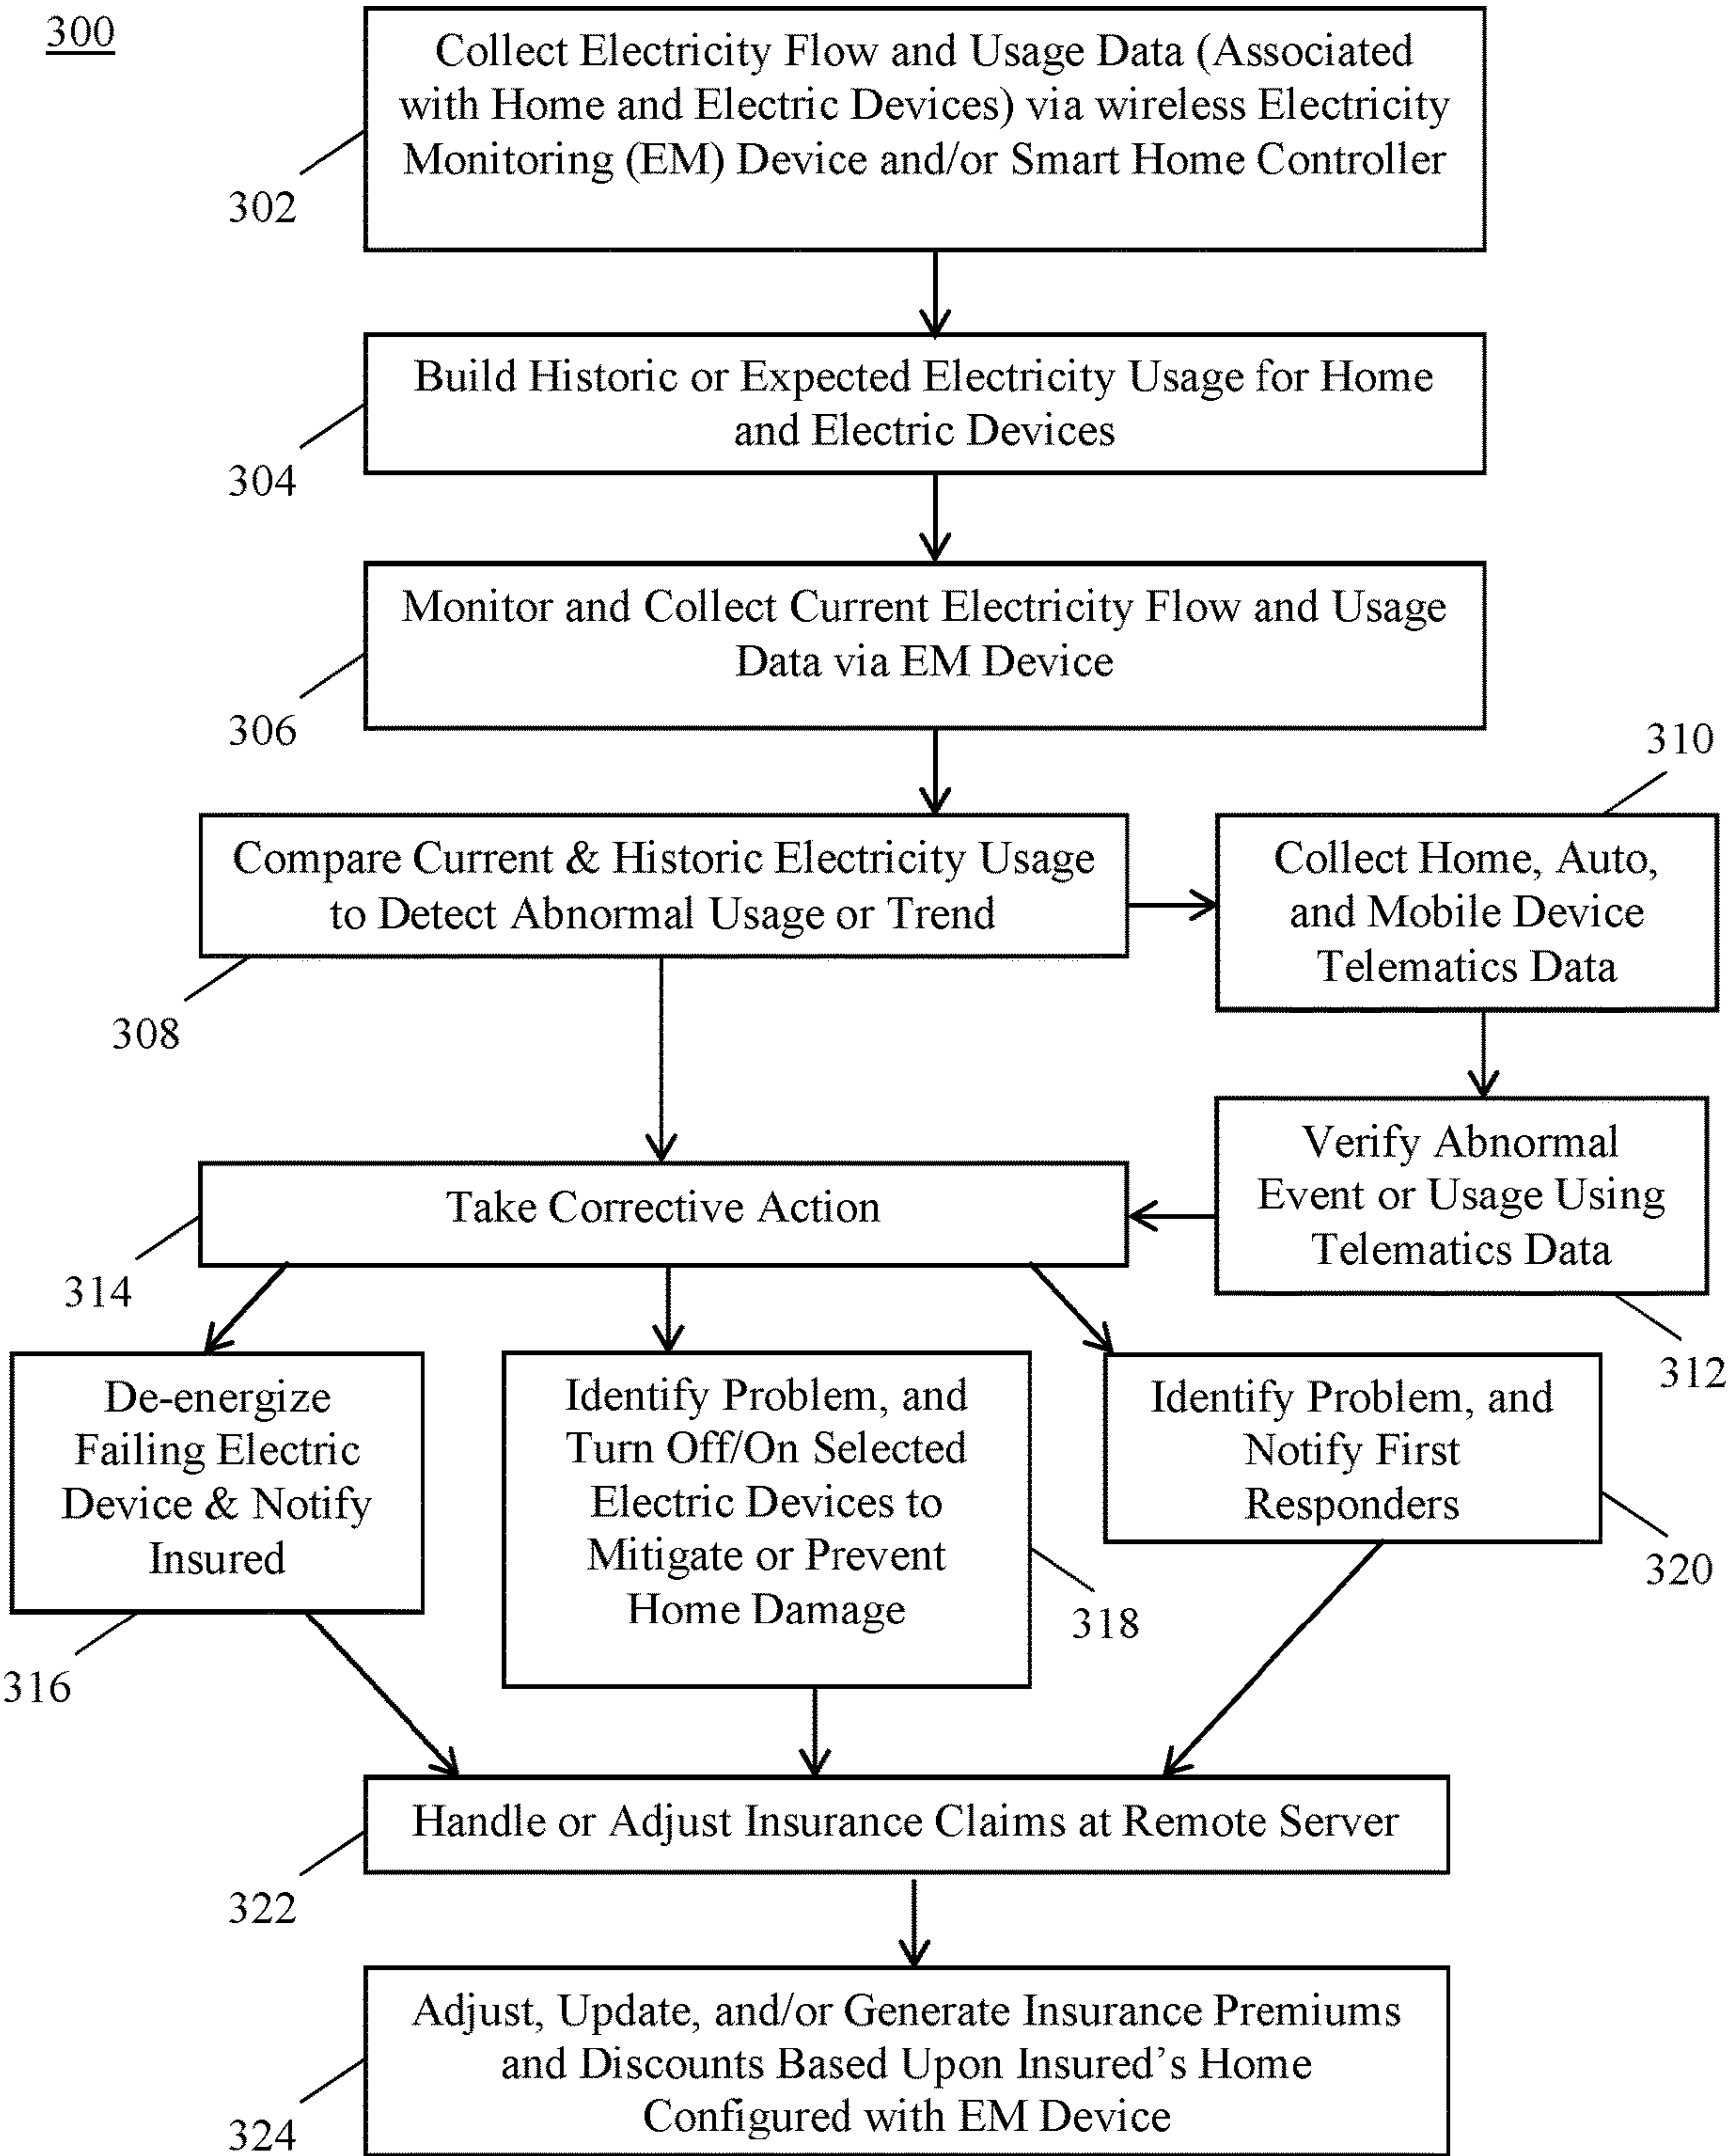 300
Collect Electricity Flow and Usage Data (Associated
with Home and Electric Devices) via wireless Electricity
Monitoring (EM) Device and/or Smart Home Controller
302
Build Historic or Expected Electricity Usage for Home
and Electric Devices
304
Monitor and Collect Current Electricity Flow and Usage
Data via EM Device
306
310
Compare Current & Historic Electricity Usage
to Detect Abnormal Usage or Trend
308
Collect Home, Auto,
and Mobile Device
Telematics Data
Verify Abnormal
Event or Usage Using
Telematics Data
312
Take Corrective Action
314
De-energize
Failing Electric
Device & Notify
Insured
316
Identify Problem, and
Turn Off/On Selected
Electric Devices to
Mitigate or Prevent
Home Damage
318
Identify Problem, and
Notify First
Responders
320
Handle or Adjust Insurance Claims at Remote Server
322
Adjust, Update, and/or Generate Insurance Premiums
and Discounts Based Upon Insured’s Home
Configured with EM Device
324